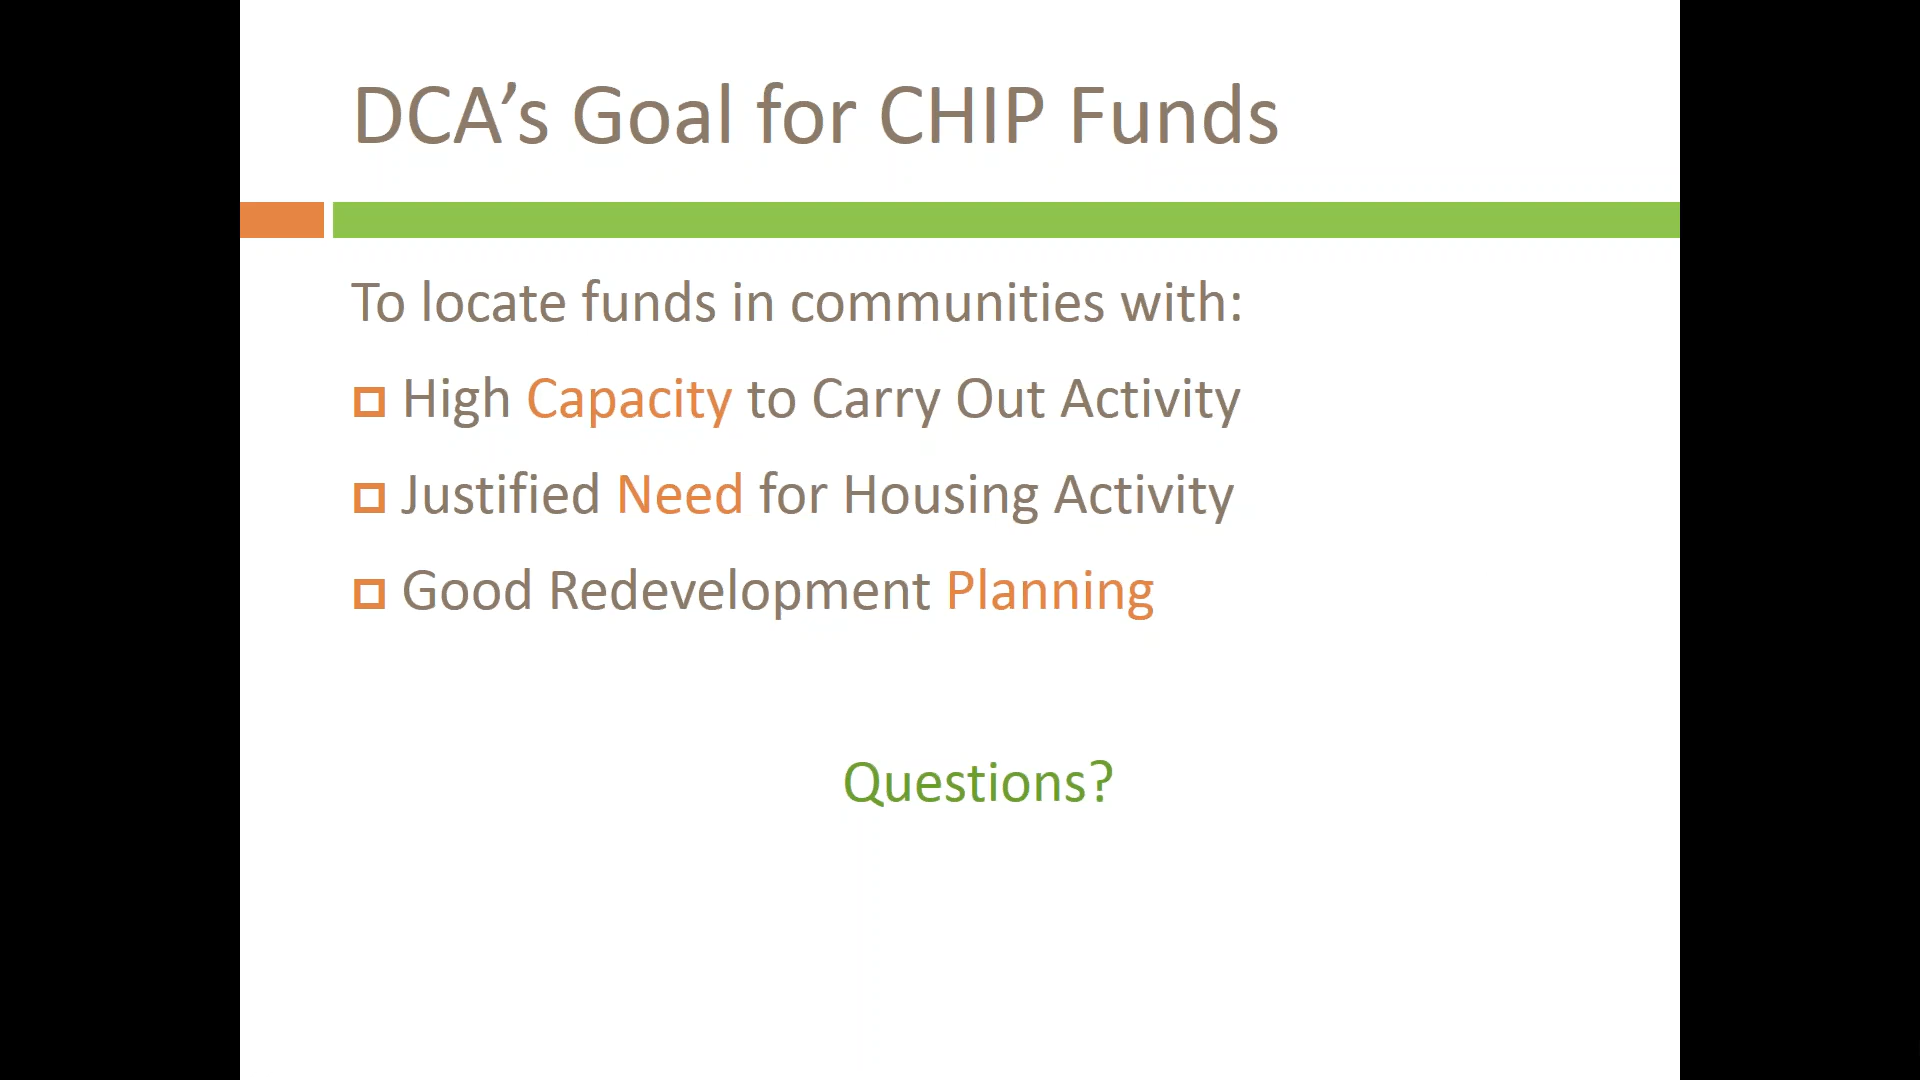 DCA’s Goal for CHIP Funds
To locate funds in communities with:
High Capacity to Carry Out Activity
Justified Need for Housing Activity
Good Redevelopment Planning
Questions?